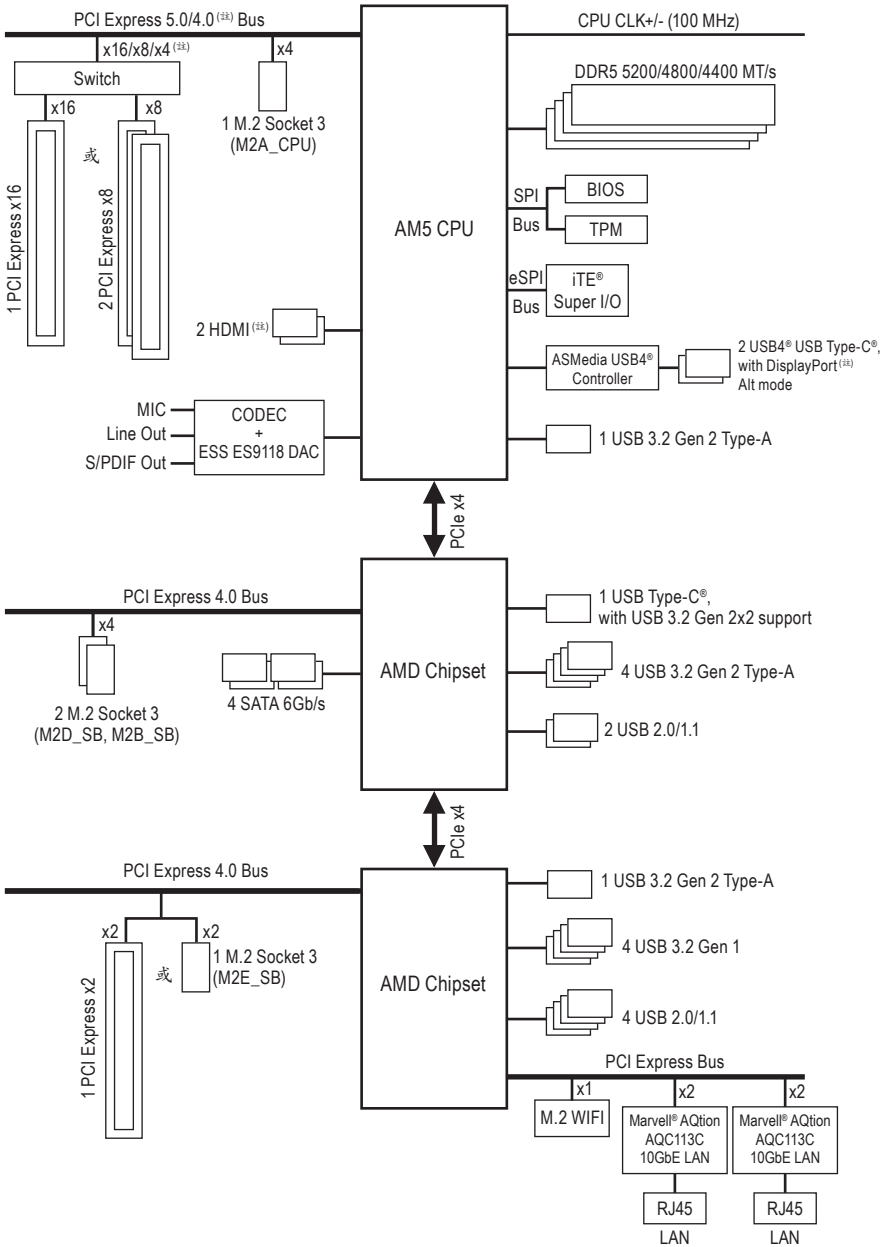 PCI Express 5.0/4.0 (註) Bus
CPU CLK+/- (100 MHz)
x16/x8/x4 (註)
x4
Switch
DDR5 5200/4800/4400 MT/s
x16
x8
1 M.2 Socket 3
(M2A_CPU)
或
1 PCI Express x16
2 PCI Express x8
AM5 CPU
SPI
Bus
BIOS
TPM
eSPI
Bus
iTE®
Super I/O
2 HDMI (註)
ASMedia USB4®
Controller
2 USB4® USB Type-C®,
with DisplayPort (註)
Alt mode
MIC
Line Out
S/PDIF Out
CODEC
+
ESS ES9118 DAC
1 USB 3.2 Gen 2 Type-A
PCIe x4
PCI Express 4.0 Bus
x4
2 M.2 Socket 3
(M2D_SB, M2B_SB)
4 SATA 6Gb/s
AMD Chipset
1 USB Type-C®,
with USB 3.2 Gen 2x2 support
4 USB 3.2 Gen 2 Type-A
2 USB 2.0/1.1
PCIe x4
PCI Express 4.0 Bus
x2
x2
1 PCI Express x2
或
1 M.2 Socket 3
(M2E_SB)
AMD Chipset
1 USB 3.2 Gen 2 Type-A
4 USB 3.2 Gen 1
4 USB 2.0/1.1
PCI Express Bus
x1
x2
x2
M.2 WIFI
Marvell® AQtion
AQC113C
10GbE LAN
Marvell® AQtion
AQC113C
10GbE LAN
RJ45
RJ45
LAN
LAN